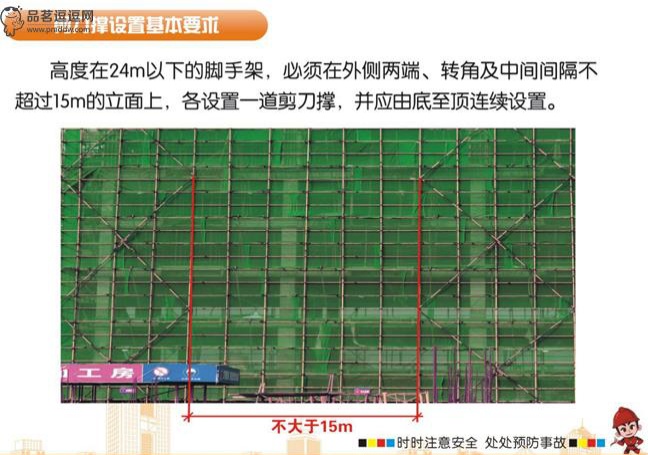 品茗逗逗网
www.pmddw.com
撑设置基本要求
高度在24m以下的脚手架，必须在外侧两端、转角及中间间隔不
超过15m的立面上，各设置一道剪刀撑，并应由底至顶连续设置。
工房
不大于15m
时时注意安全 处处预防事故